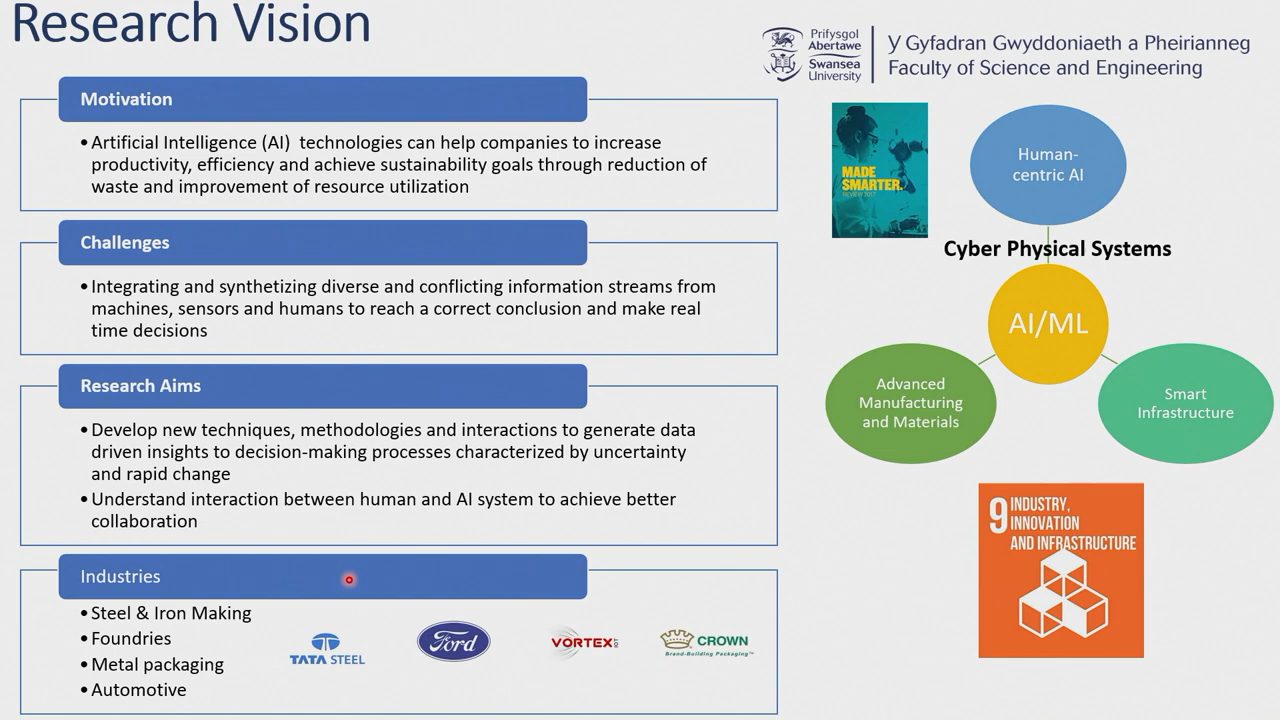 Research Vision
Prifysgol
Abertawe
Swansea
University
Y Gyfadran Gwyddoniaeth a Pheirianneg
Faculty of Science and Engineering
Motivation
• Artificial Intelligence (AI) technologies can help companies to increase
productivity, efficiency and achieve sustainability goals through reduction of
waste and improvement of resource utilization
Challenges
• Integrating and synthetizing diverse and conflicting information streams from
machines, sensors and humans to reach a correct conclusion and make real
time decisions
Research Aims
• Develop new techniques, methodologies and interactions to generate data
driven insights to decision-making processes characterized by uncertainty
and rapid change
• Understand interaction between human and AI system to achieve better
collaboration
Industries
• Steel & Iron Making
• Foundries
• Metal packaging
• Automotive
TATA STEEL
Ford
VORTEX IOT
CROWN
Brand-Building Packaging™
MADE
SMARTER.
REVIEW 2017
Human-
centric AI
Cyber Physical Systems
AI/ML
Advanced
Manufacturing
and Materials
Smart
Infrastructure
9 INDUSTRY,
INNOVATION
AND INFRASTRUCTURE